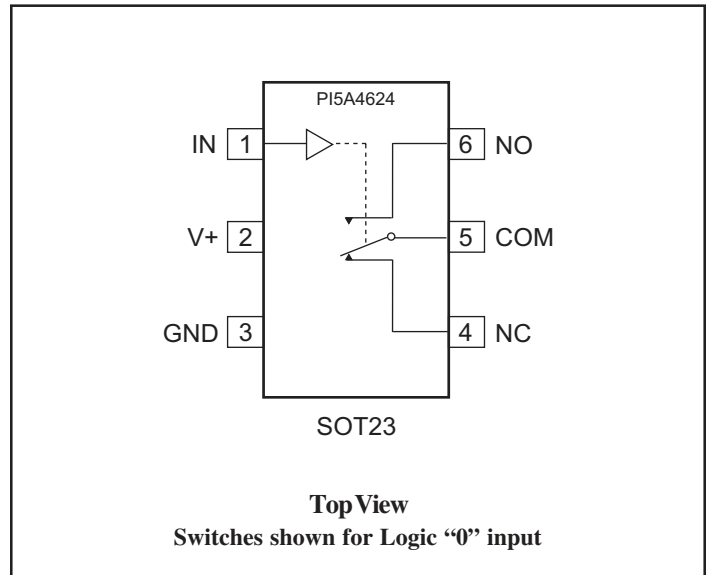 PI5A4624
IN 1
6 NO
V+ 2
5 COM
GND 3
4 NC
SOT23
Top View
Switches shown for Logic “0” input